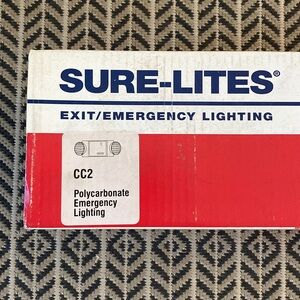 SURE-LITES®
EXIT/EMERGENCY LIGHTING
CC2
Polycarbonate
Emergency
Lighting